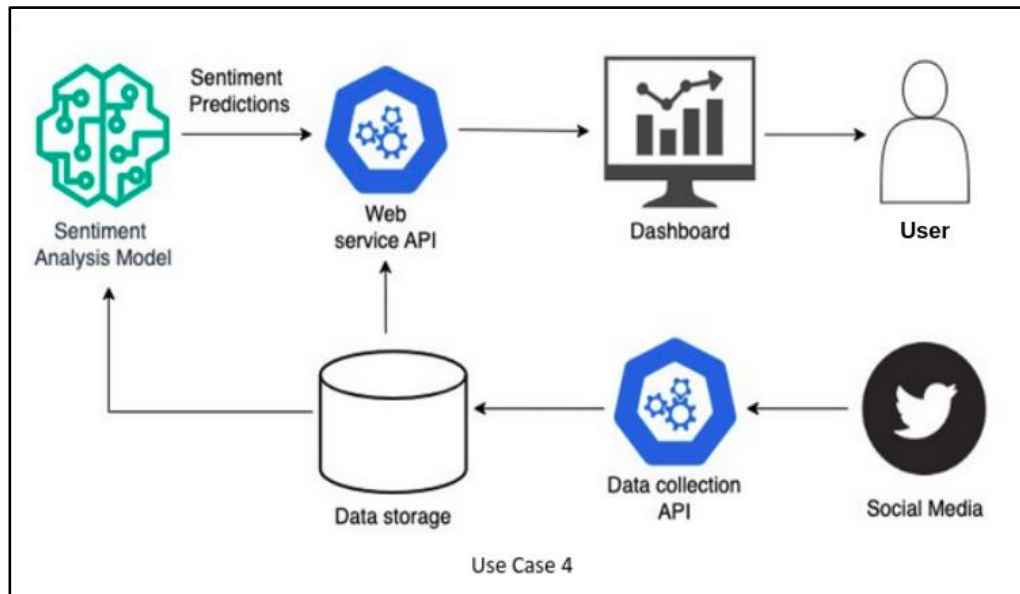 Sentiment
Predictions
Sentiment
Analysis Model
Web
service API
Dashboard
User
Data storage
Data collection
API
Social Media
Use Case 4